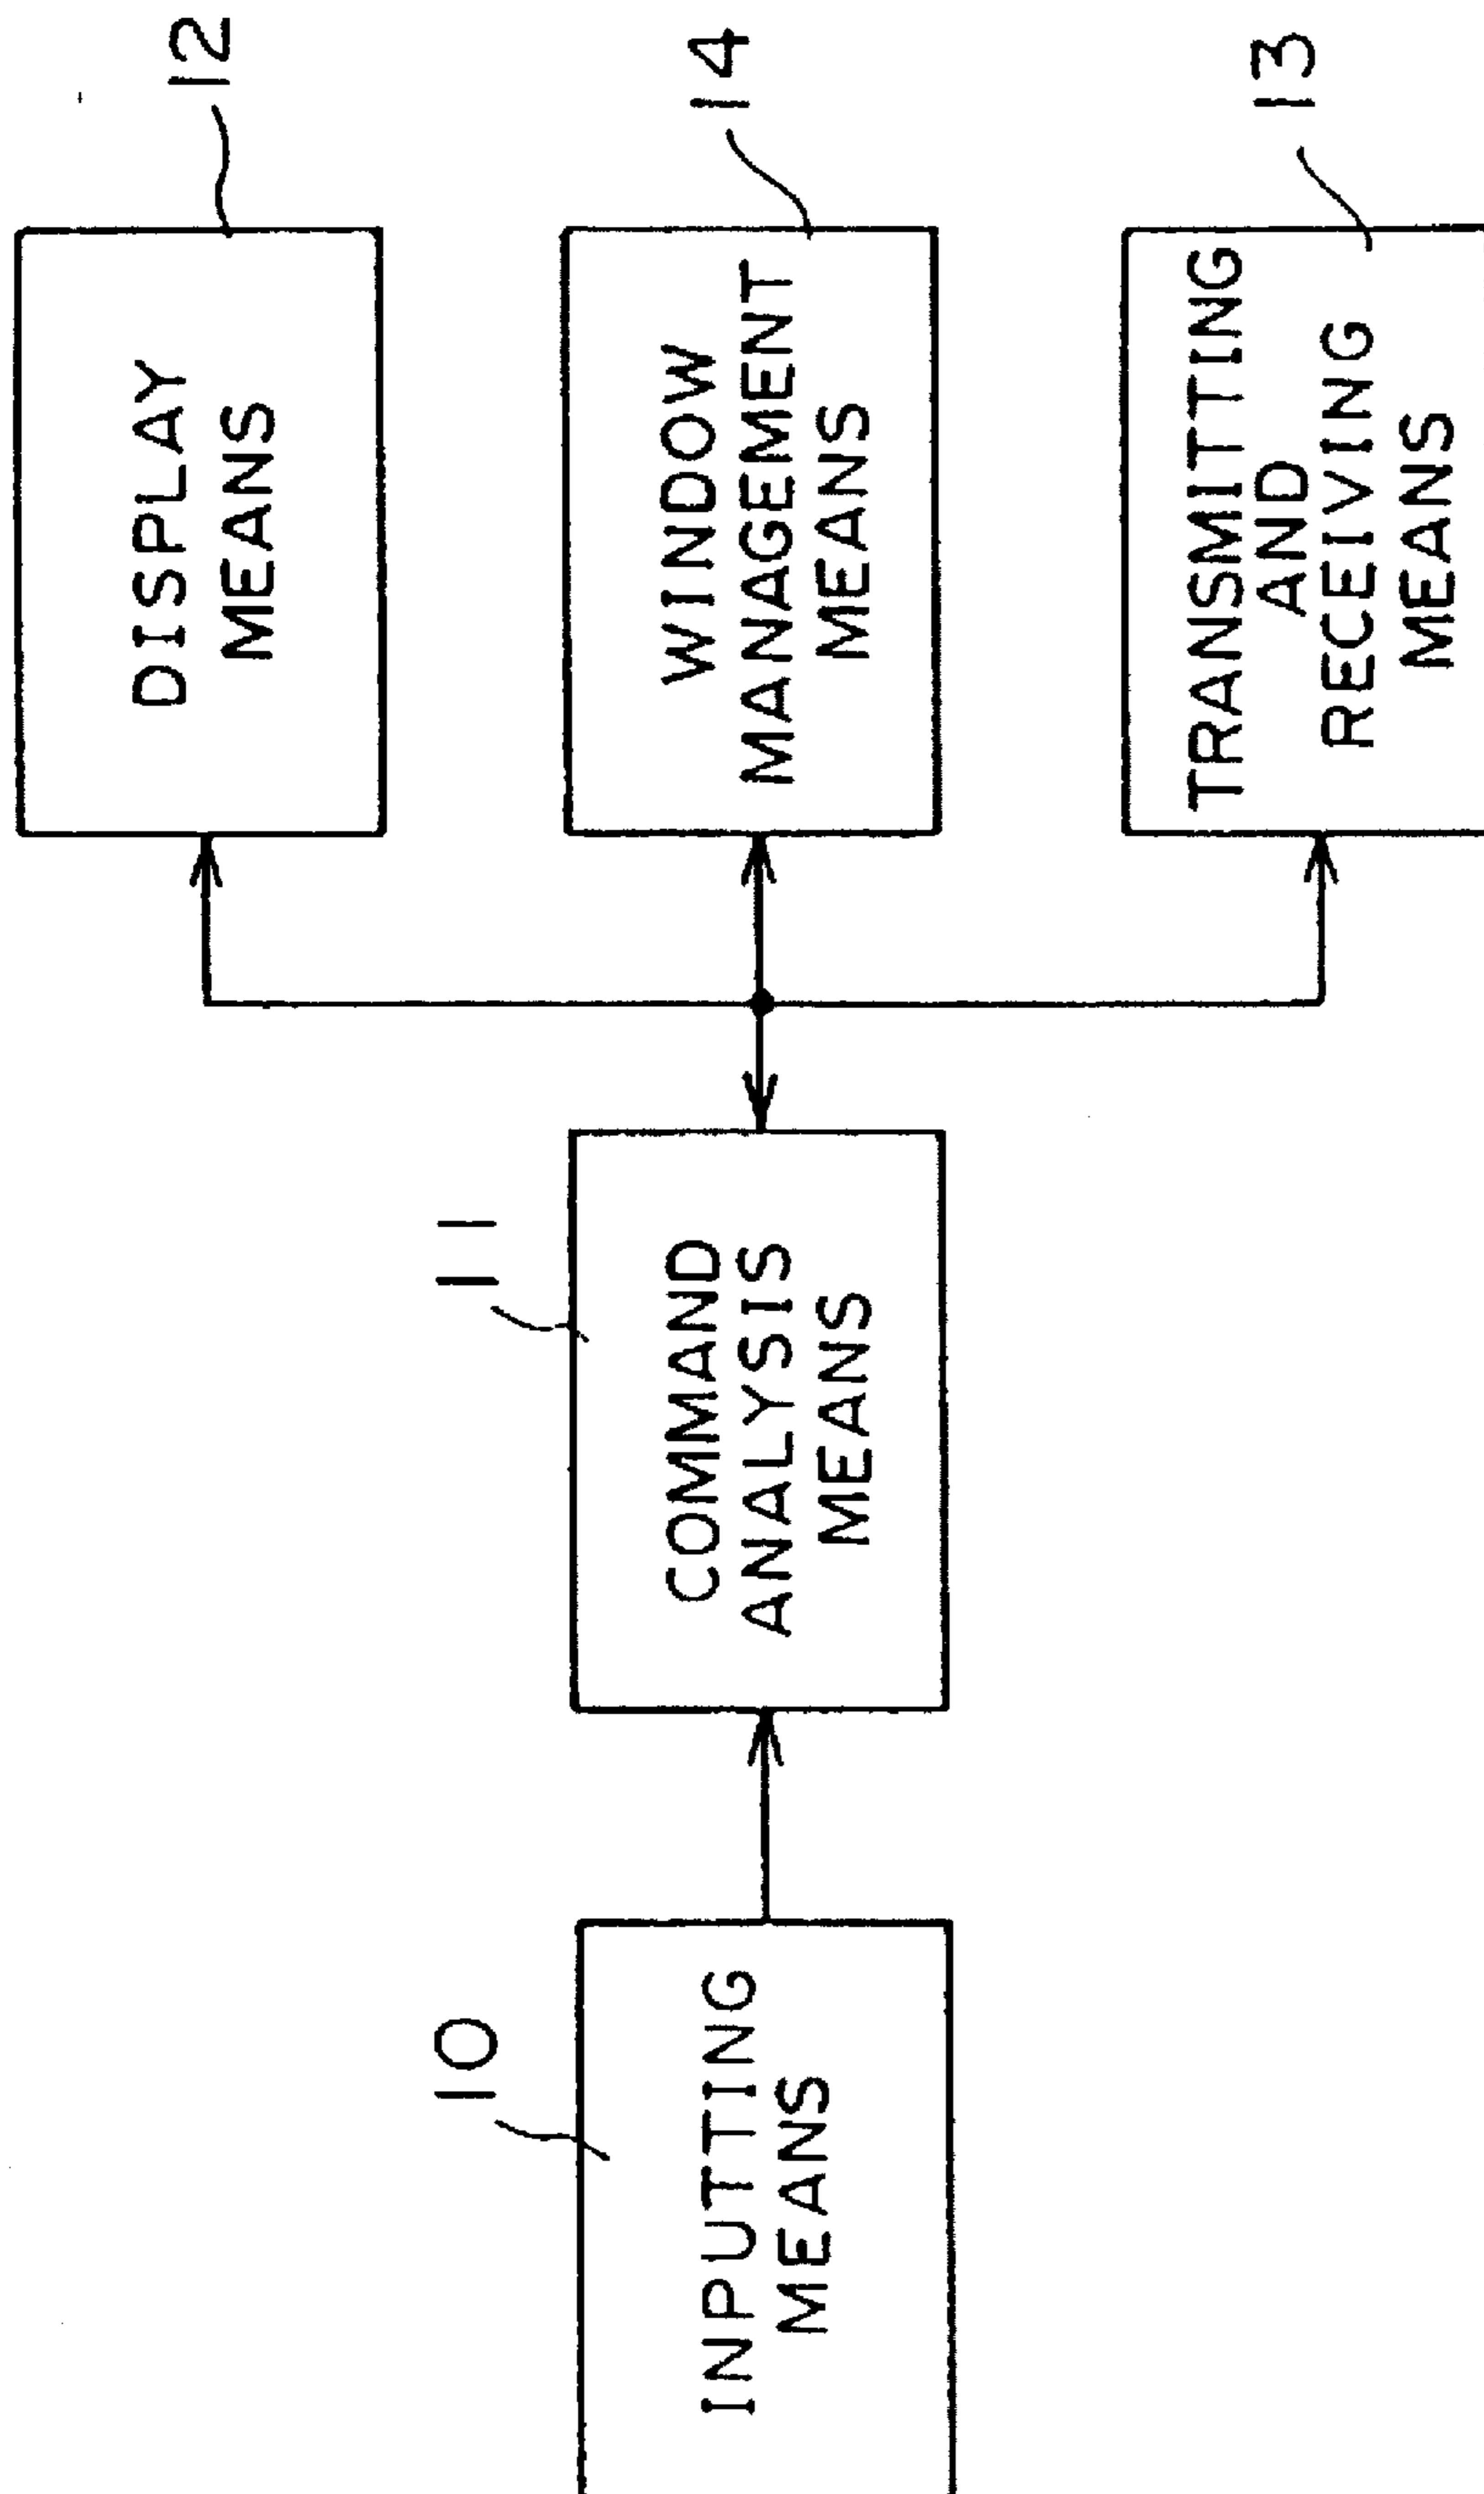 10
INPUTTING
MEANS
11
COMMAND
ANALYSIS
MEANS
DISPLAY
MEANS
12
WINDOW
MANAGEMENT
MEANS
14
TRANSMITTING
AND
RECEIVING
MEANS
13